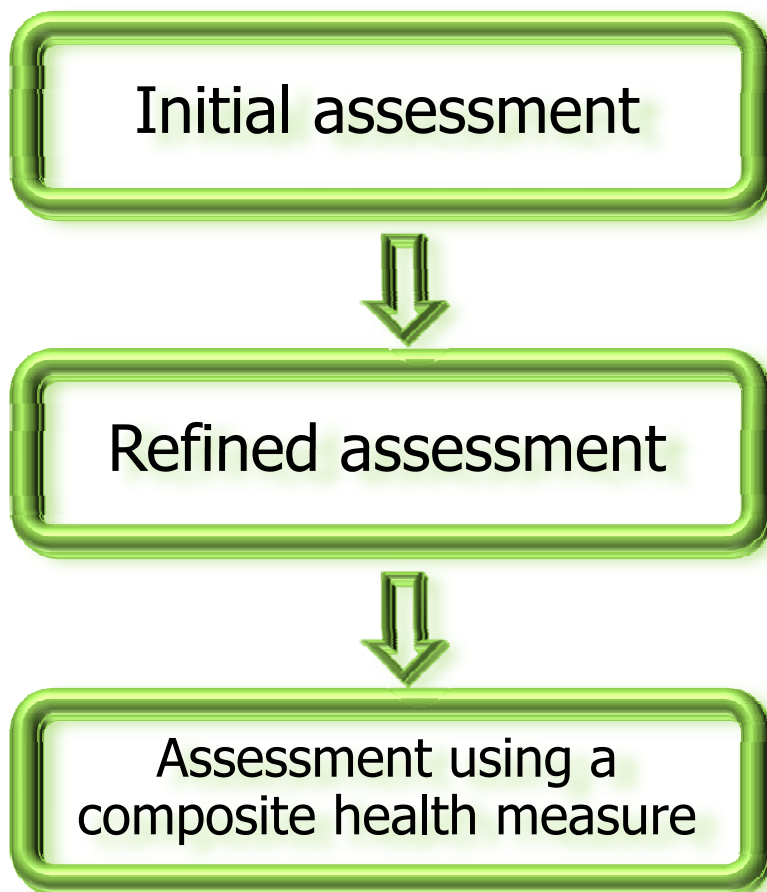 Initial assessment
Refined assessment
Assessment using a
composite health measure